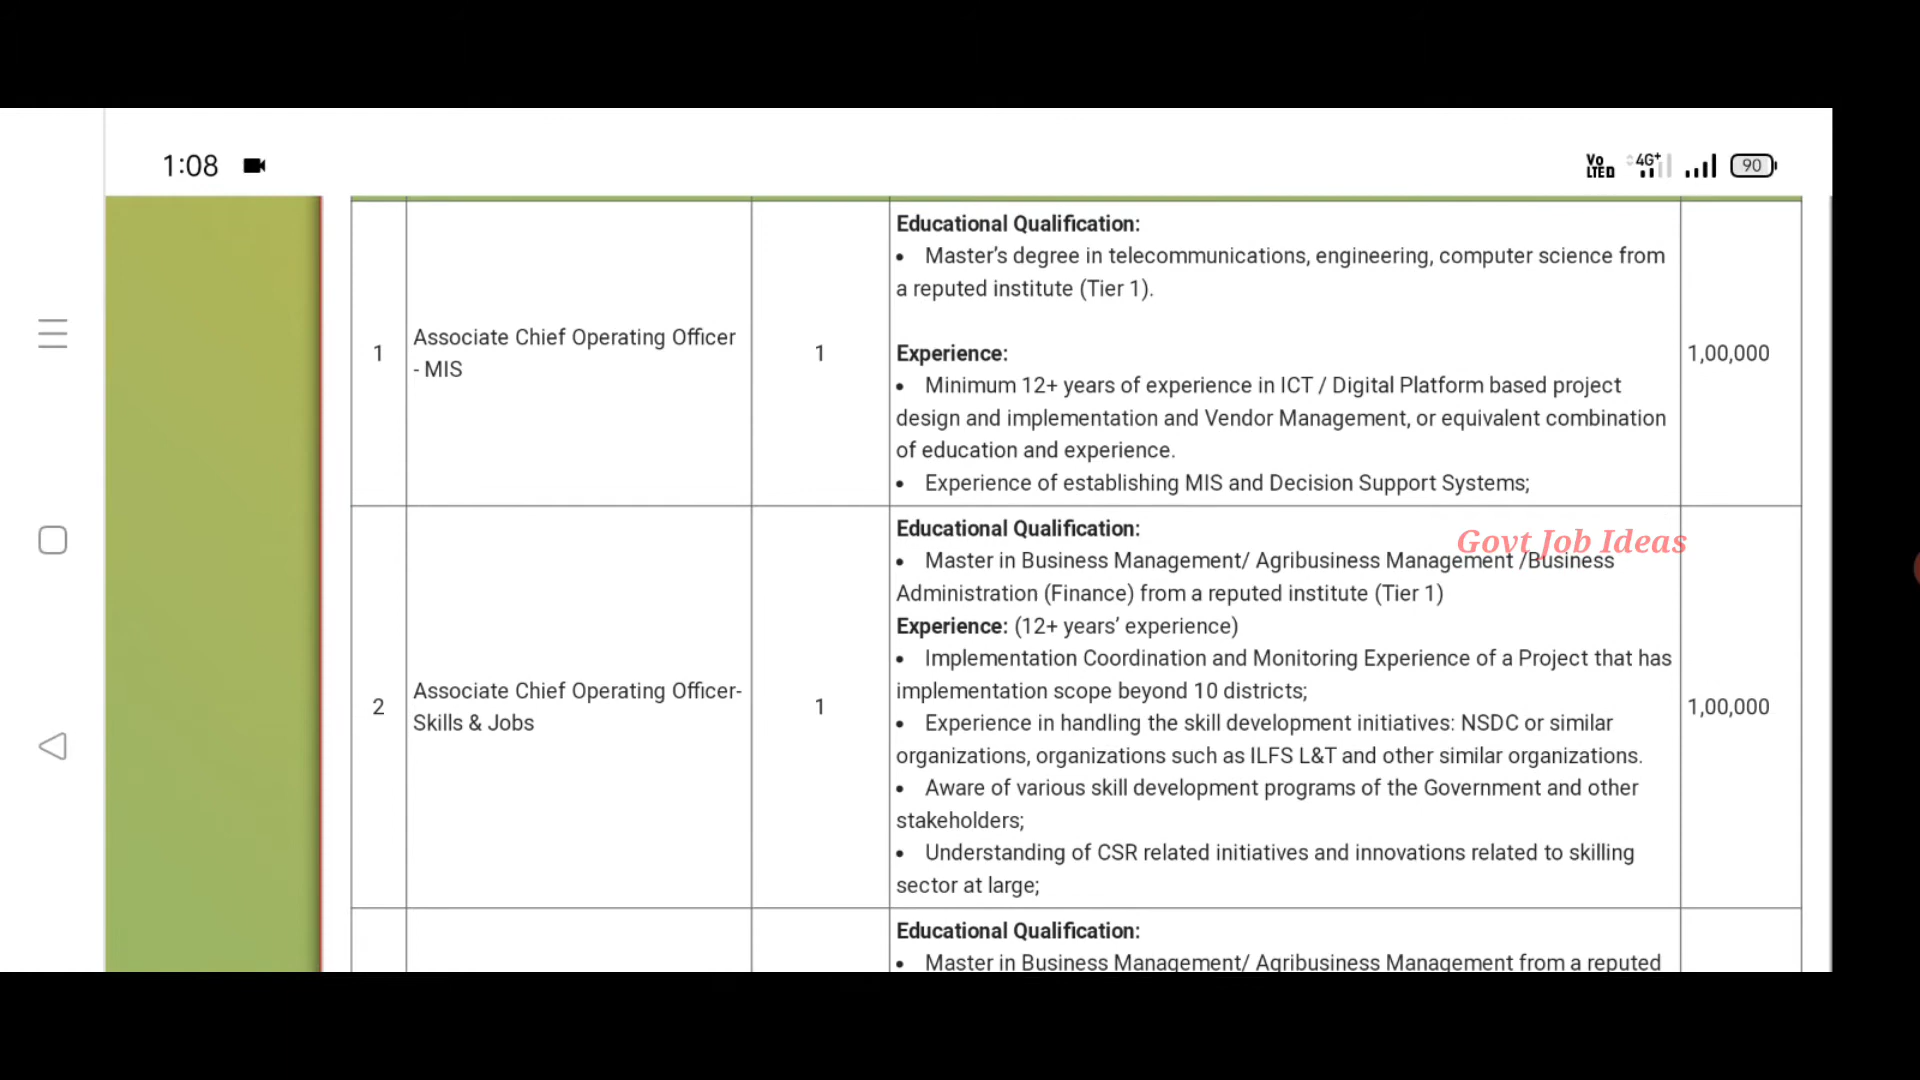 1:08
Vo
LTE
4G+
90
Educational Qualification:
• Master’s degree in telecommunications, engineering, computer science from
a reputed institute (Tier 1).
1
Associate Chief Operating Officer
- MIS
1
Experience:
1,00,000
• Minimum 12+ years of experience in ICT / Digital Platform based project
design and implementation and Vendor Management, or equivalent combination
of education and experience.
• Experience of establishing MIS and Decision Support Systems;
Educational Qualification:
Govt Job Ideas
• Master in Business Management/ Agribusiness Management /Business
Administration (Finance) from a reputed institute (Tier 1)
Experience: (12+ years’ experience)
• Implementation Coordination and Monitoring Experience of a Project that has
implementation scope beyond 10 districts;
2
Associate Chief Operating Officer-
Skills & Jobs
1
• Experience in handling the skill development initiatives: NSDC or similar
organizations, organizations such as ILFS L&T and other similar organizations.
1,00,000
• Aware of various skill development programs of the Government and other
stakeholders;
• Understanding of CSR related initiatives and innovations related to skilling
sector at large;
Educational Qualification:
• Master in Business Management/ Agribusiness Management from a reputed